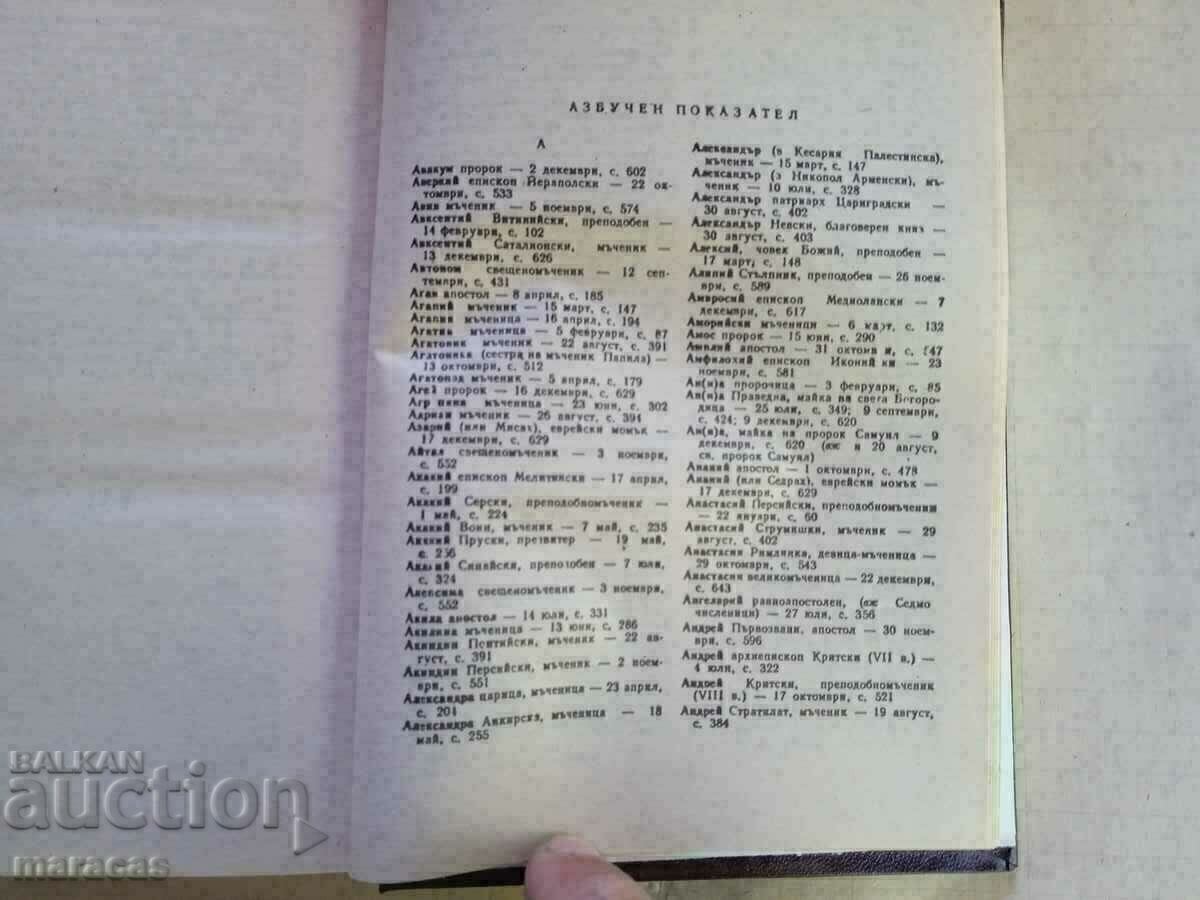 АЗБУЧЕН ПОКАЗАТЕЛ
А
Авакум пророк — 2 декември, с. 602
Аверкий епископ Йераполски — 22 ок-
томври, с. 533
Авив мъченик — 5 ноември, с. 574
Авксентий Витинийски, преподобен —
14 февруари, с. 102
Авксентий Саталионски, мъченик —
13 декември, с. 626
Автоном свещеномъченик — 12 сеп-
тември, с. 431
Агав апостол — 8 април, с. 185
Агапий мъченик — 15 март, с. 147
Агапия мъченица — 16 април, с. 194
Агатия мъченица — 5 февруари, с. 87
Агатоник мъченик — 22 август, с. 391
Агатоника (сестра на мъченик Папила) —
13 октомври, с. 512
Агатопод мъченик — 5 април, с. 179
Агей пророк — 16 декември, с. 629
Агр пина мъченица — 23 юни, с. 302
Адриан мъченик — 26 август, с. 394
Азарий (или Мисах), еврейски момък —
17 декември, с. 629
Айтал свещеномъченик — 3 ноември,
с. 552
Акакий епископ Мелитински — 17 април,
с. 199
Акакий Серски, преподобномъченик —
1 май, с. 224
Акакий Вони, мъченик — 7 май, с. 235
Акакий Пруски, презвитер — 19 май,
с. 256
Акакий Синайски, преподобен — 7 юли,
с. 324
Акепсима свещеномъченик — 3 ноември,
с. 552
Акила апостол — 14 юли, с. 331
Акилина мъченица — 13 юни, с. 286
Акиндин Понтийски, мъченик — 22 ав-
густ, с. 391
Акиндин Персийски, мъченик — 2 ноем-
ври, с. 551
Александра царица, мъченица — 23 април,
с. 201
Александра Анкирска, мъченица — 18
май, с. 255
Александър (в Кесария Палестинска),
мъченик — 15 март, с. 147
Александър (з Никопол Арменски), мъ-
ченик — 10 юли, с. 328
Александър патриарх Цариградски —
30 август, с. 402
Александър Невски, благоверен княз —
30 август, с. 403
Алексий, човек Божий, преподобен —
17 март, с. 148
Алипий Стълпник, преподобен — 26 ноем-
ври, с. 589
Амвросий епископ Медиолански — 7
декември, с. 617
Аморийски мъченици — 6 март, с. 132
Амос пророк — 15 юни, с. 290
Амплий апостол — 31 октомв и, с. 547
Амфилохий епископ Иконий ки — 23
ноември, с. 581
Ан(н)а пророчица — 3 февруари, с. 85
Ан(н)а Праведна, майка на света Богоро-
дица — 25 юли, с. 349; 9 септември,
с. 424; 9 декември, с. 620
Ан(н)а, майка на пророк Самуил — 9
декември, с. 620 (вж и 20 август,
св. пророк Самуил)
Ананий апостол — 1 октомври, с. 478
Ананий (или Седрах), еврейски момък —
17 декември, с. 629
Анастасий Персийски, преподобномъченик
— 22 януари, с. 60
Анастасий Струмишки, мъченик — 29
август, с. 402
Анастасия Римлянка, девица-мъченица —
29 октомври, с. 543
Анастасия великомъченица — 22 декември,
с. 643
Ангеларий равноапостолен, (вж Седмо
численици) — 27 юли, с. 356
Андрей Първозвани, апостол — 30 ноем-
ври, с. 596
Андрей архиепископ Критски (VII в.) —
4 юли, с. 322
Андрей Критски, преподобномъченик
(VIII в.) — 17 октомври, с. 521
Андрей Стратилат, мъченик — 19 август,
с. 384
BALKAN
auction
maracas